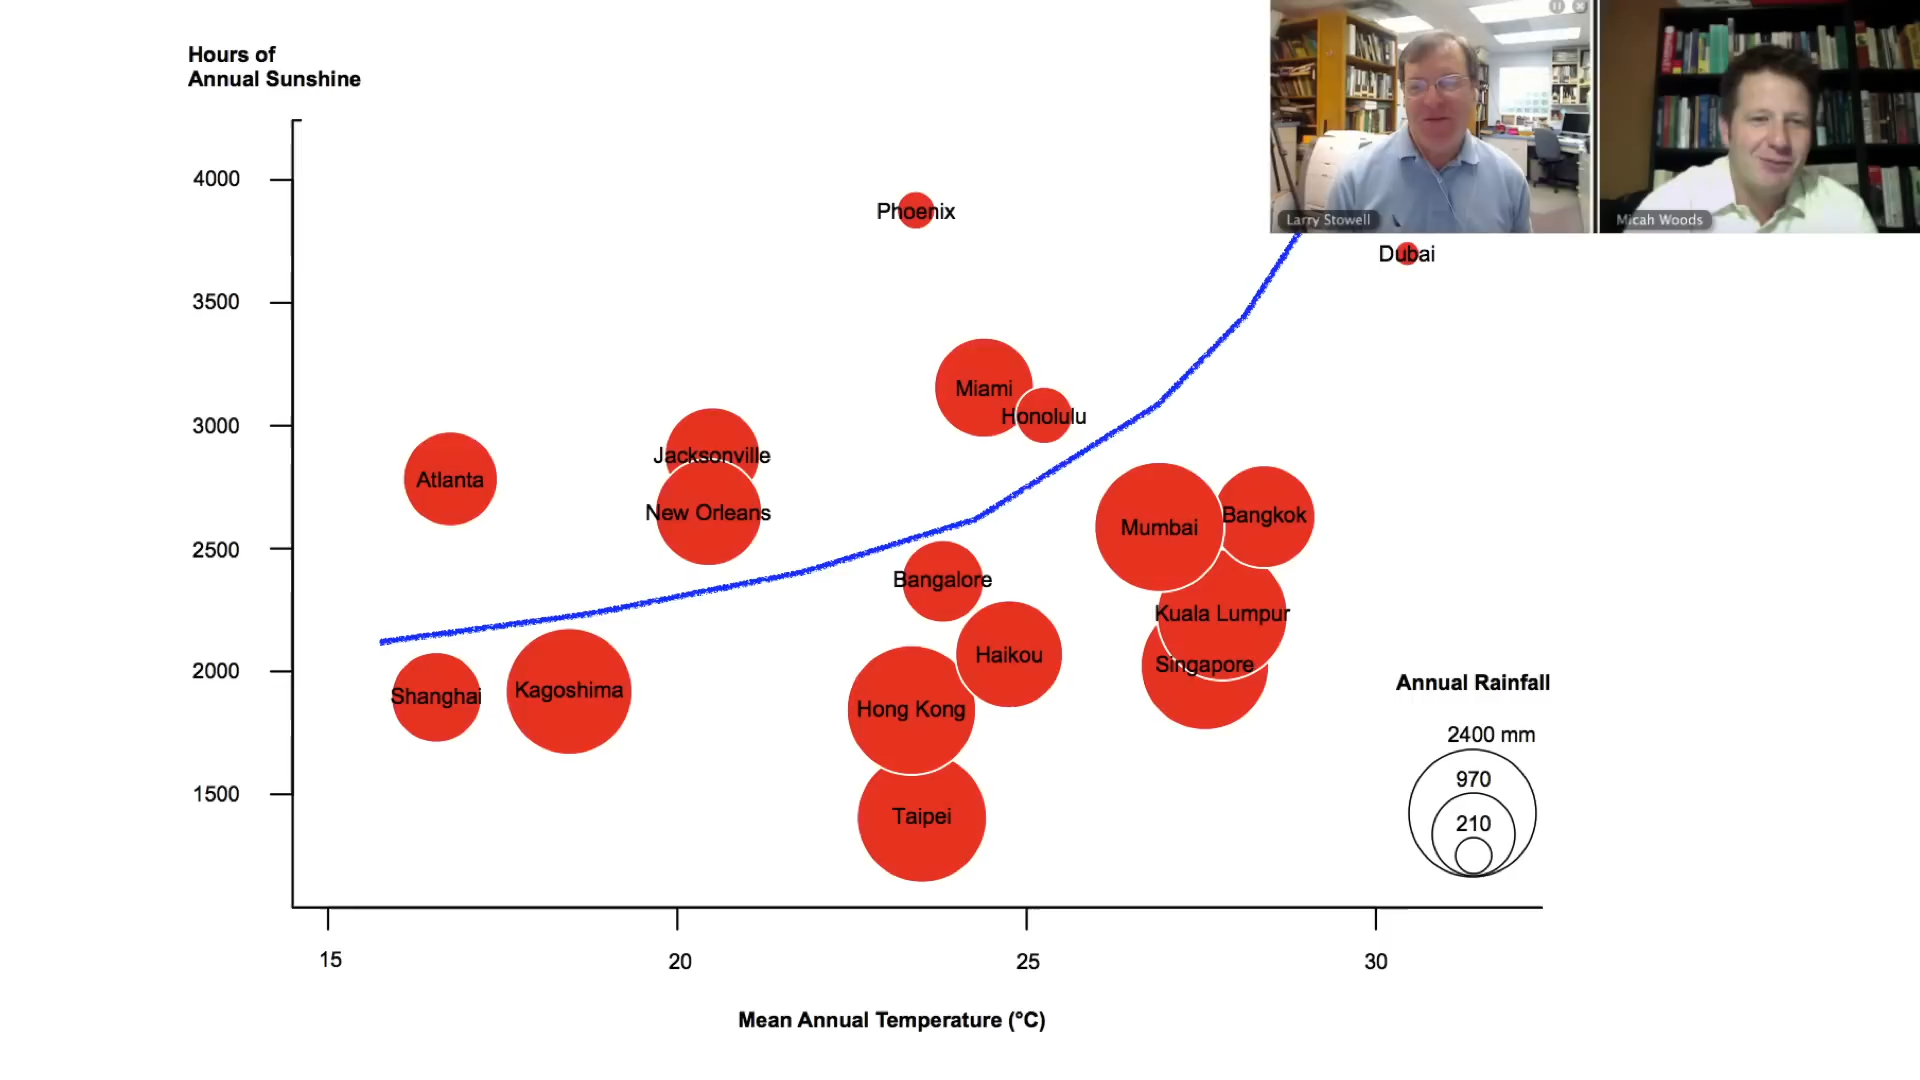 Hours of
Annual Sunshine
4000
3500
3000
2500
2000
1500
Phoenix
Dubai
Miami
Honolulu
Jacksonville
Atlanta
New Orleans
Mumbai
Bangkok
Bangalore
Kuala Lumpur
Haikou
Singapore
Shanghai
Kagoshima
Hong Kong
Taipei
Annual Rainfall
2400 mm
970
210
15
20
25
30
Mean Annual Temperature (°C)
Larry Stowell
Micah Woods